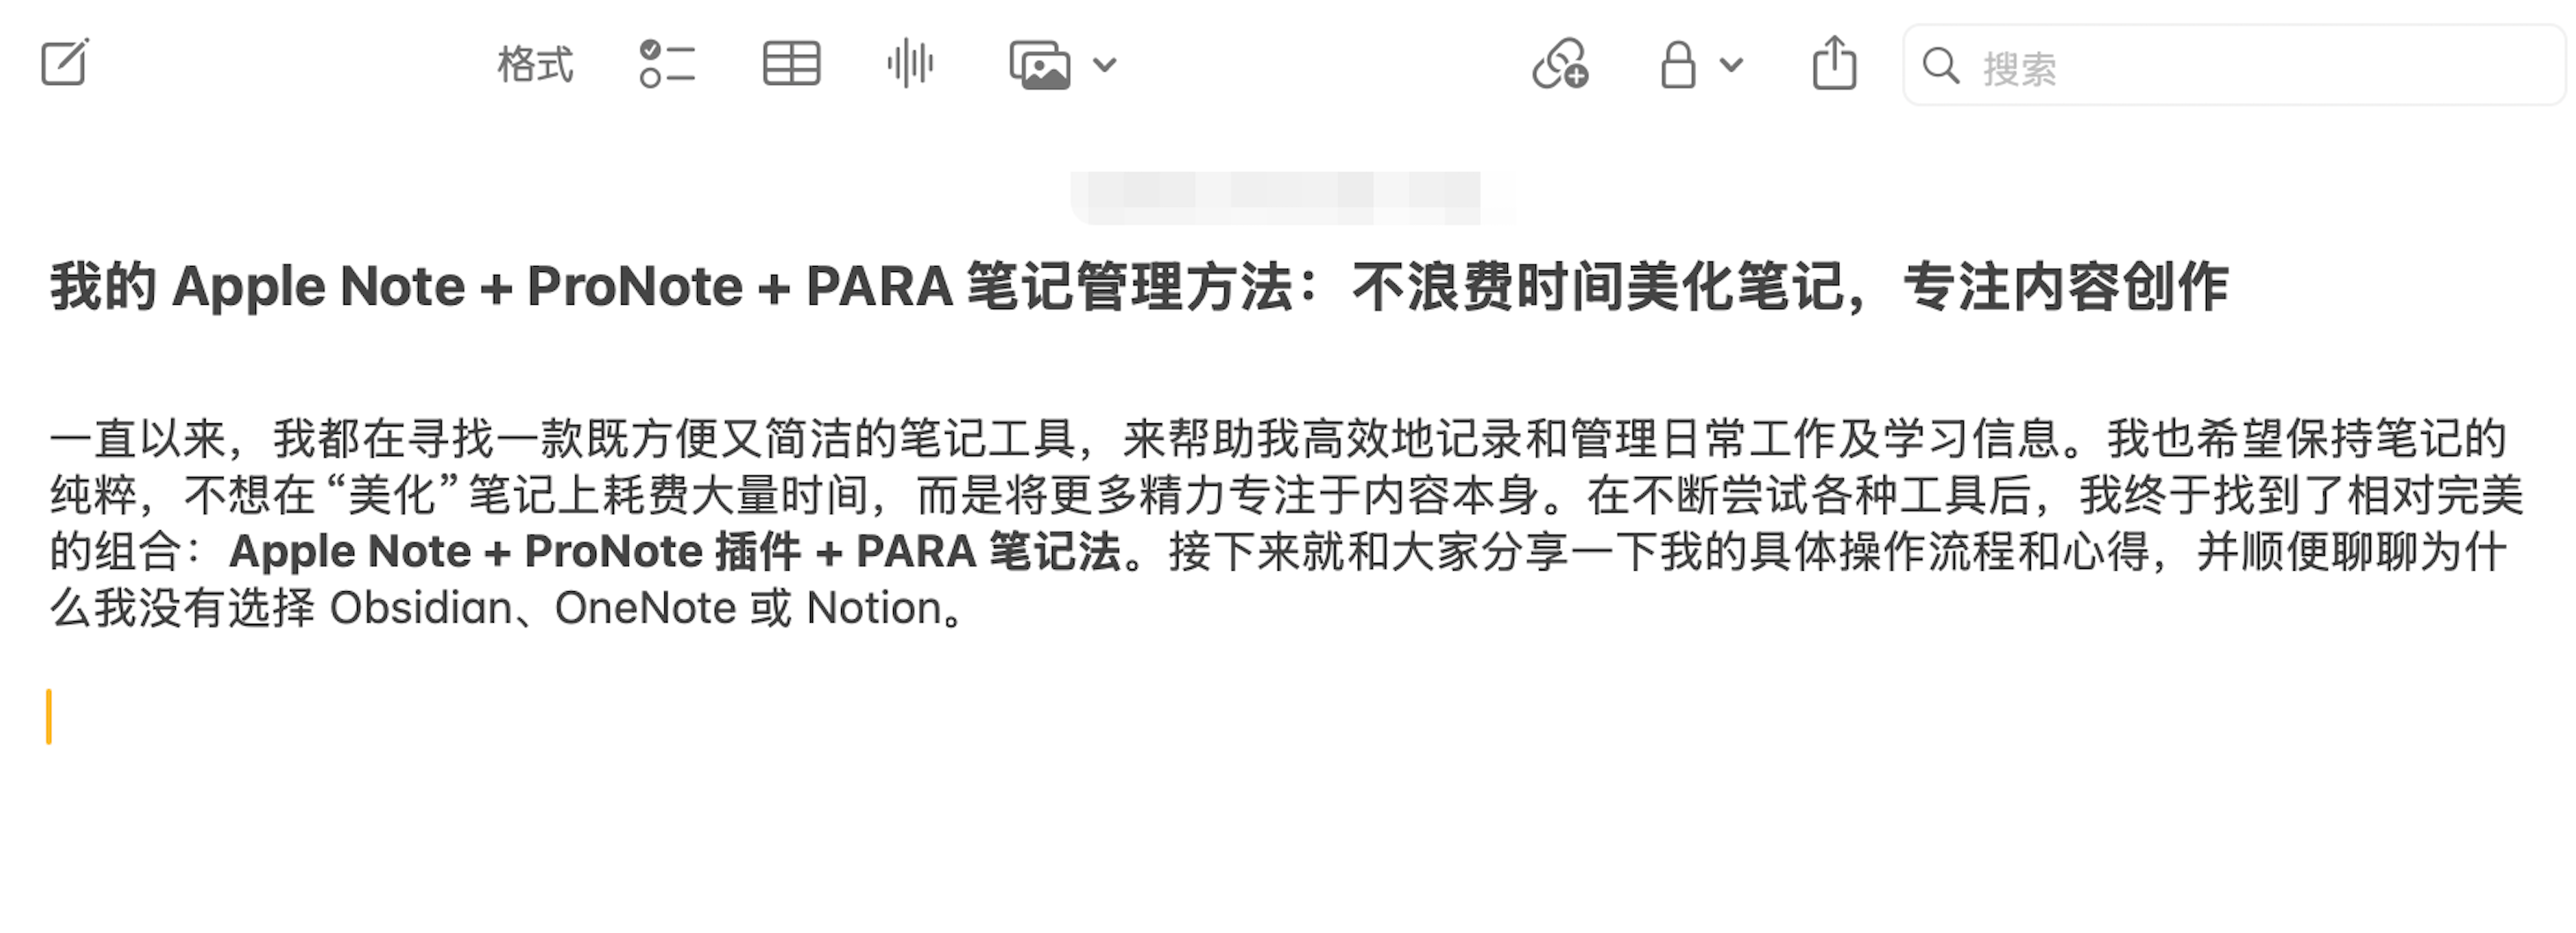 格式
搜索
我的 Apple Note + ProNote + PARA 笔记管理方法：不浪费时间美化笔记，专注内容创作
一直以来，我都在寻找一款既方便又简洁的笔记工具，来帮助我高效地记录和管理日常工作及学习信息。我也希望保持笔记的
纯粹，不想在 “美化” 笔记上耗费大量时间，而是将更多精力专注于内容本身。在不断尝试各种工具后，我终于找到了相对完美
的组合：Apple Note + ProNote 插件 + PARA 笔记法。接下来就和大家分享一下我的具体操作流程和心得，并顺便聊聊为什
么我没有选择 Obsidian、OneNote 或 Notion。